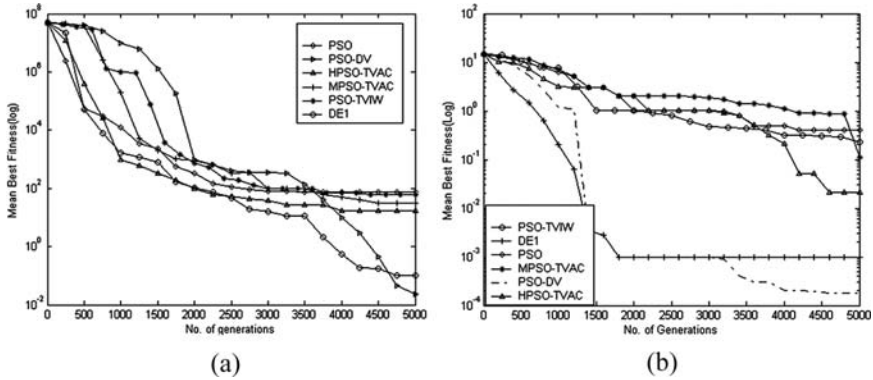 10^8
10^6
10^4
10^2
10^0
10^-2
Mean Best Fitness(log)
0 500 1000 1500 2000 2500 3000 3500 4000 4500 5000
No. of generations
PSO
PSO-DV
HPSO-TVAC
MPSO-TVAC
PSO-TVIW
DE1
(a)
10^2
10^1
10^0
10^-1
10^-2
10^-3
10^-4
Mean Best Fitness(Log)
0 500 1000 1500 2000 2500 3000 3500 4000 4500 5000
No. of Generations
PSO-TVIW
DE1
PSO
MPSO-TVAC
PSO-DV
HPSO-TVAC
(b)